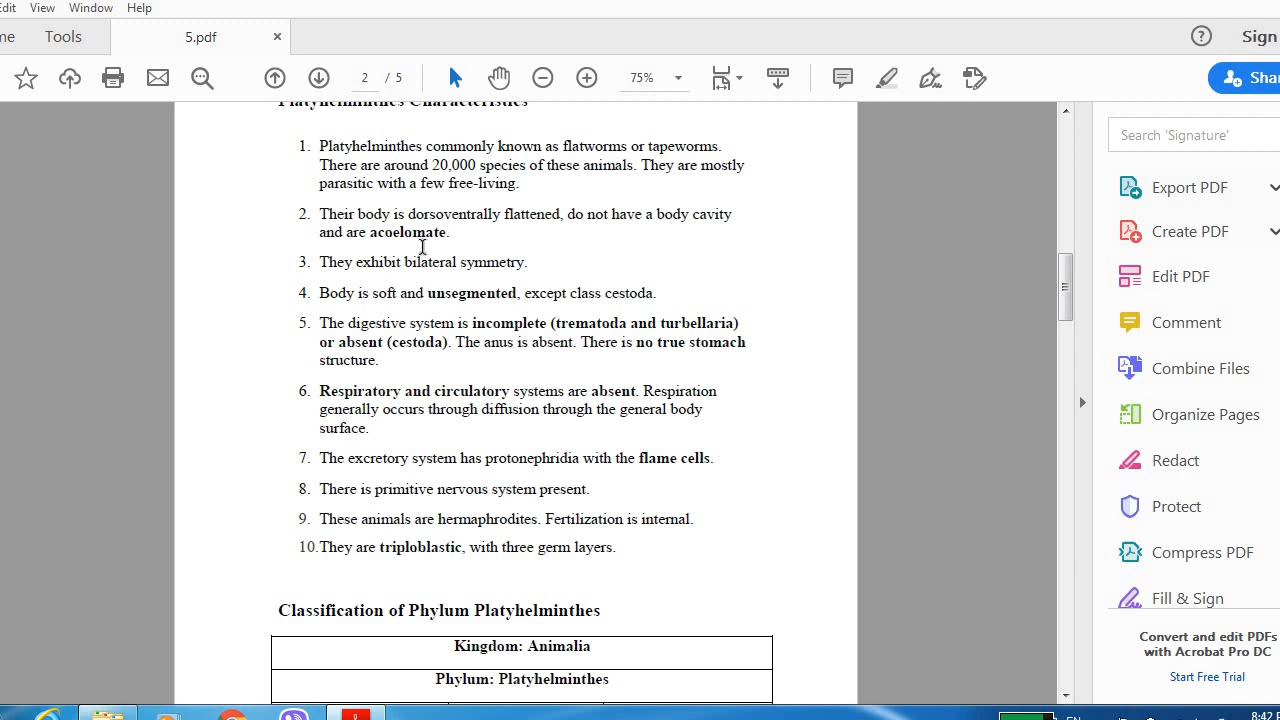 Edit View Window Help
me Tools 5.pdf × Sign
2 / 5 75% Shar
Platyhelminthes Characteristics
1. Platyhelminthes commonly known as flatworms or tapeworms.
There are around 20,000 species of these animals. They are mostly
parasitic with a few free-living.
2. Their body is dorsoventrally flattened, do not have a body cavity
and are acoelomate.
3. They exhibit bilateral symmetry.
4. Body is soft and unsegmented, except class cestoda.
5. The digestive system is incomplete (trematoda and turbellaria)
or absent (cestoda). The anus is absent. There is no true stomach
structure.
6. Respiratory and circulatory systems are absent. Respiration
generally occurs through diffusion through the general body
surface.
7. The excretory system has protonephridia with the flame cells.
8. There is primitive nervous system present.
9. These animals are hermaphrodites. Fertilization is internal.
10. They are triploblastic, with three germ layers.
Classification of Phylum Platyhelminthes
Kingdom: Animalia
Phylum: Platyhelminthes
Search 'Signature'
Export PDF
Create PDF
Edit PDF
Comment
Combine Files
Organize Pages
Redact
Protect
Compress PDF
Fill & Sign
Convert and edit PDFs
with Acrobat Pro DC
Start Free Trial
EN 8:42 P